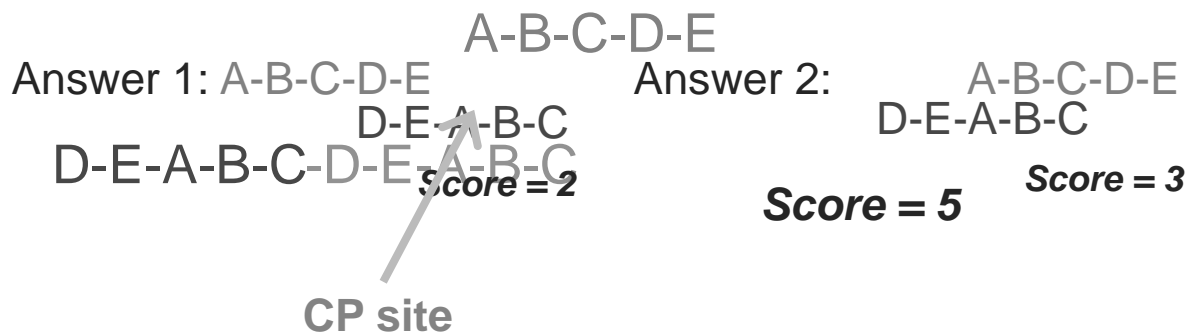 A-B-C-D-E
Answer 1: A-B-C-D-E
D-E-A-B-C
Answer 2: A-B-C-D-E
D-E-A-B-C
D-E-A-B-C-D-E-A-B-C
Score = 2
Score = 3
Score = 5
CP site